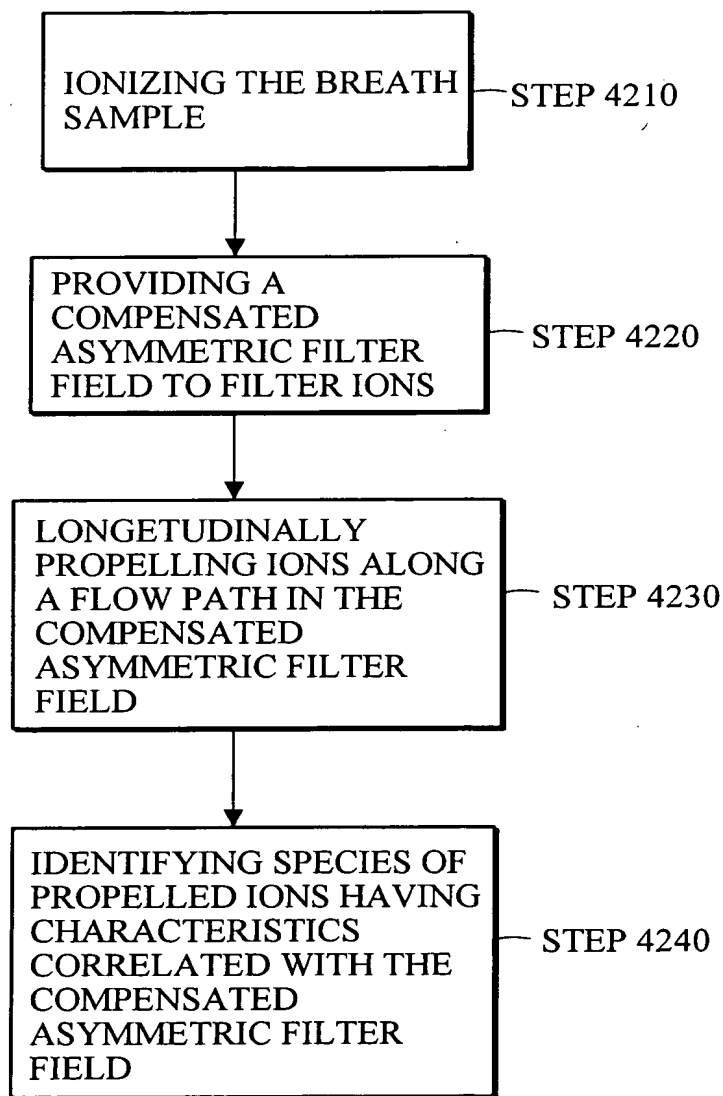 IONIZING THE BREATH
SAMPLE
STEP 4210
PROVIDING A
COMPENSATED
ASYMMETRIC FILTER
FIELD TO FILTER IONS
STEP 4220
LONGETUDINALLY
PROPELLING IONS ALONG
A FLOW PATH IN THE
COMPENSATED
ASYMMETRIC FILTER
FIELD
STEP 4230
IDENTIFYING SPECIES OF
PROPELLED IONS HAVING
CHARACTERISTICS
CORRELATED WITH THE
COMPENSATED
ASYMMETRIC FILTER
FIELD
STEP 4240